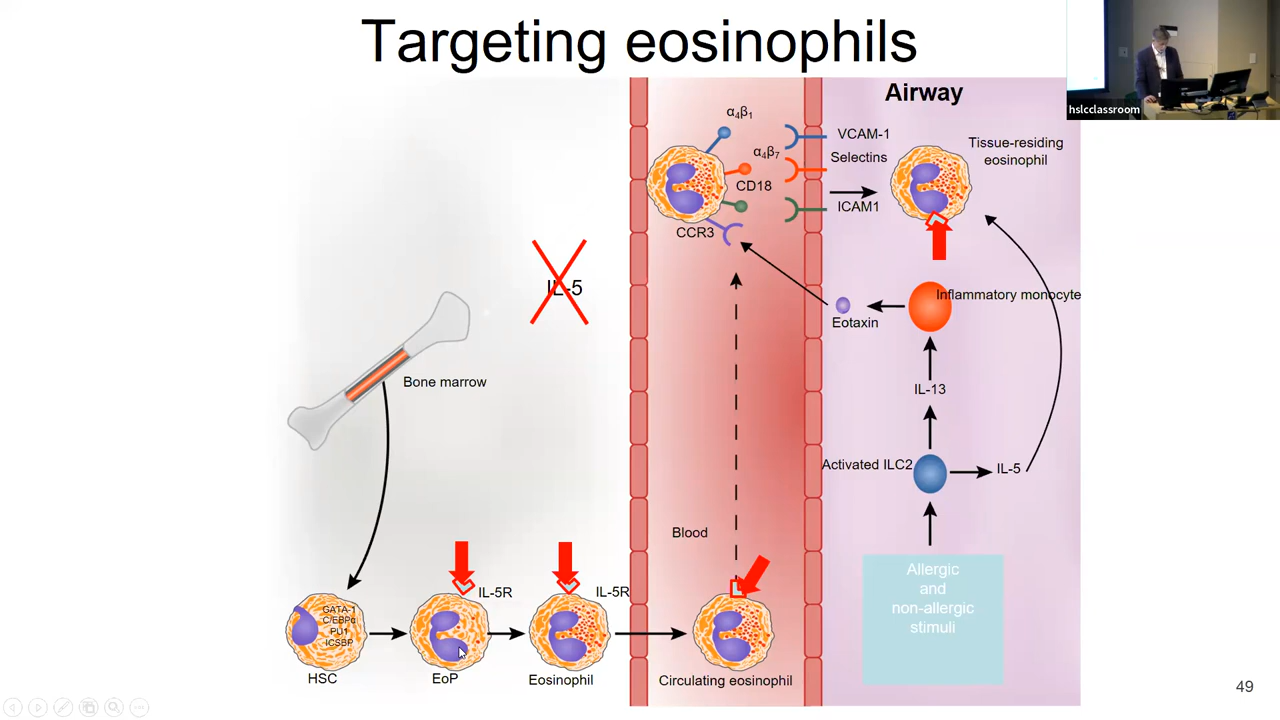 Targeting eosinophils
hslcclassroom
Airway
α4β1
α4β7
CD18
CCR3
VCAM-1
Selectins
ICAM1
Tissue-residing
eosinophil
IL-5
Bone marrow
Inflammatory monocyte
Eotaxin
IL-13
Activated ILC2
IL-5
Blood
Allergic
and
non-allergic
stimuli
IL-5R
IL-5R
GATA-1
C/EBPα
PU1
ICSBP
HSC
EoP
Eosinophil
Circulating eosinophil
49